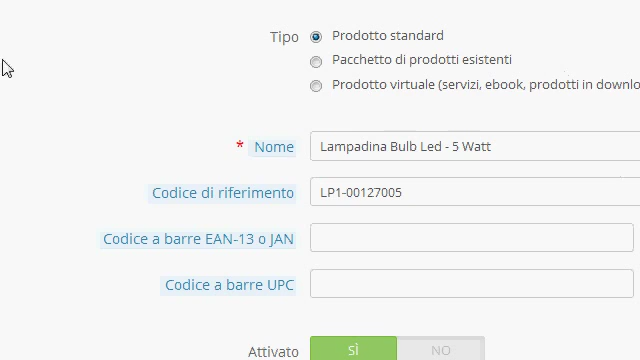 Tipo Prodotto standard
Pacchetto di prodotti esistenti
Prodotto virtuale (servizi, ebook, prodotti in downlo
* Nome Lampadina Bulb Led - 5 Watt
Codice di riferimento LP1-00127005
Codice a barre EAN-13 o JAN
Codice a barre UPC
Attivato SÌ NO